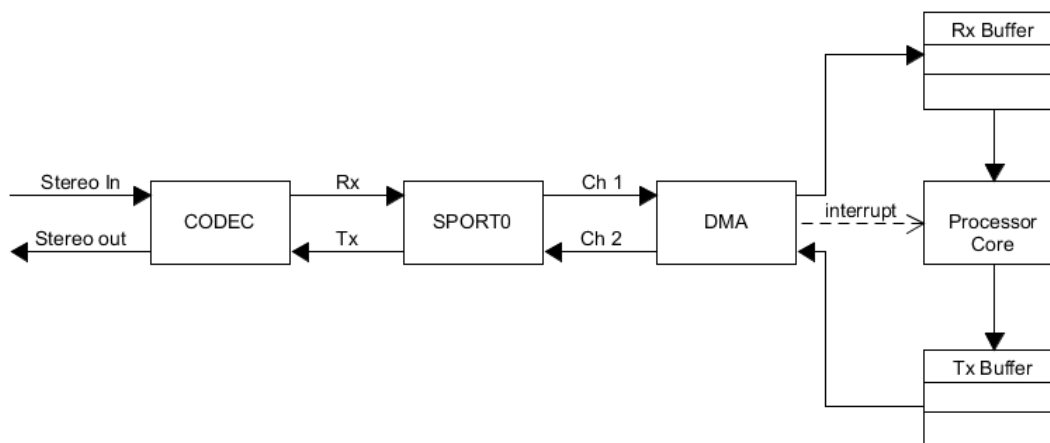 Rx Buffer
Stereo In
Rx
Ch 1
CODEC
SPORT0
DMA
interrupt
Processor
Core
Stereo out
Tx
Ch 2
Tx Buffer